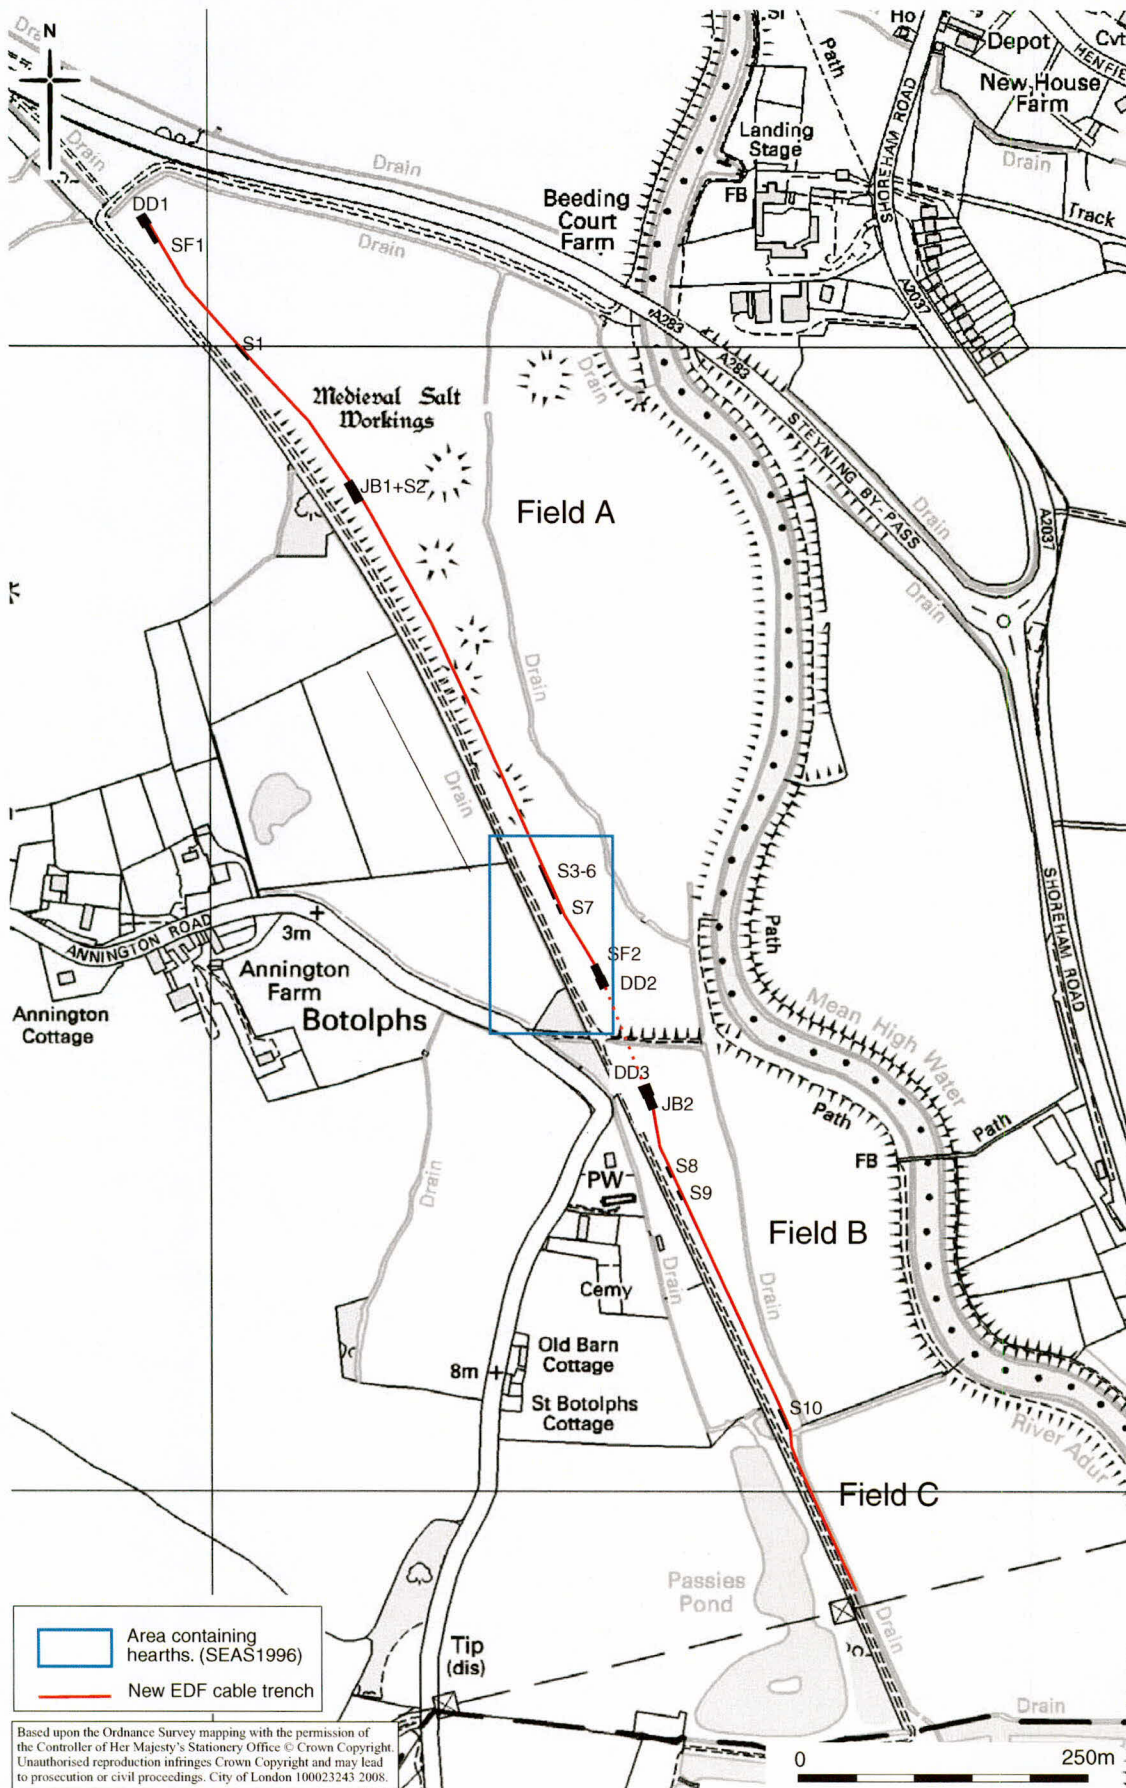 N
Drain
SI
Path
Ho
Depot
Cvt
New House
Farm
Drain
Landing
Stage
FB
SHOREHAM ROAD
Track
Drain
Drain
Beeding
Court
Farm
DD1
SF1
Drain
A283
A283
A2037
S1
Drain
Medieval Salt
Workings
STEYNING BY-PASS
JB1+S2
Field A
Drain
A2037
Drain
Drain
Drain
S3-6
S7
SF2
DD2
ANNINGTON ROAD
3m
Annington
Farm
Annington
Cottage
Botolphs
Path
SHOREHAM ROAD
Mean High Water
DD3
JB2
Path
Path
FB
S8
S9
PW
Drain
Field B
Cemy
Drain
Drain
Old Barn
Cottage
8m
St Botolphs
Cottage
S10
River Adur
Field C
Passies
Pond
Drain
Tip
(dis)
Drain
Area containing
hearths. (SEAS1996)
New EDF cable trench
Based upon the Ordnance Survey mapping with the permission of
the Controller of Her Majesty's Stationery Office © Crown Copyright.
Unauthorised reproduction infringes Crown Copyright and may lead
to prosecution or civil proceedings. City of London 100023243 2008.
0 250m